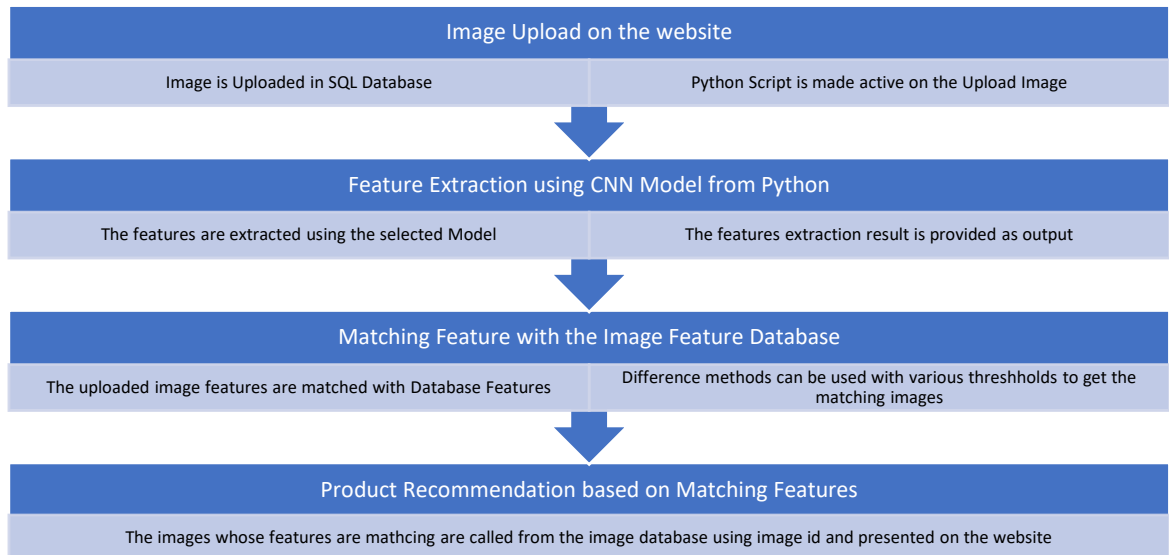 Image Upload on the website
Image is Uploaded in SQL Database
Python Script is made active on the Upload Image
Feature Extraction using CNN Model from Python
The features are extracted using the selected Model
The features extraction result is provided as output
Matching Feature with the Image Feature Database
The uploaded image features are matched with Database Features
Difference methods can be used with various threshholds to get the
matching images
Product Recommendation based on Matching Features
The images whose features are mathcing are called from the image database using image id and presented on the website